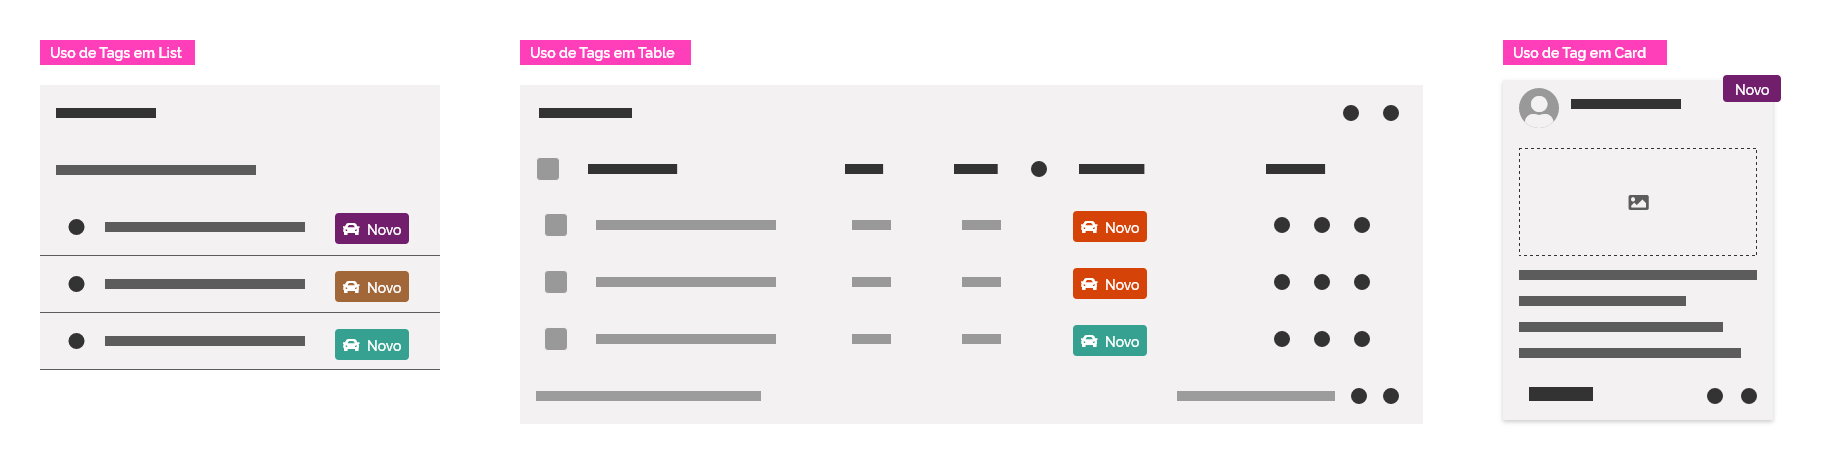 Uso de Tags em List
Novo
Novo
Novo
Uso de Tags em Table
Novo
Novo
Novo
Uso de Tag em Card
Novo